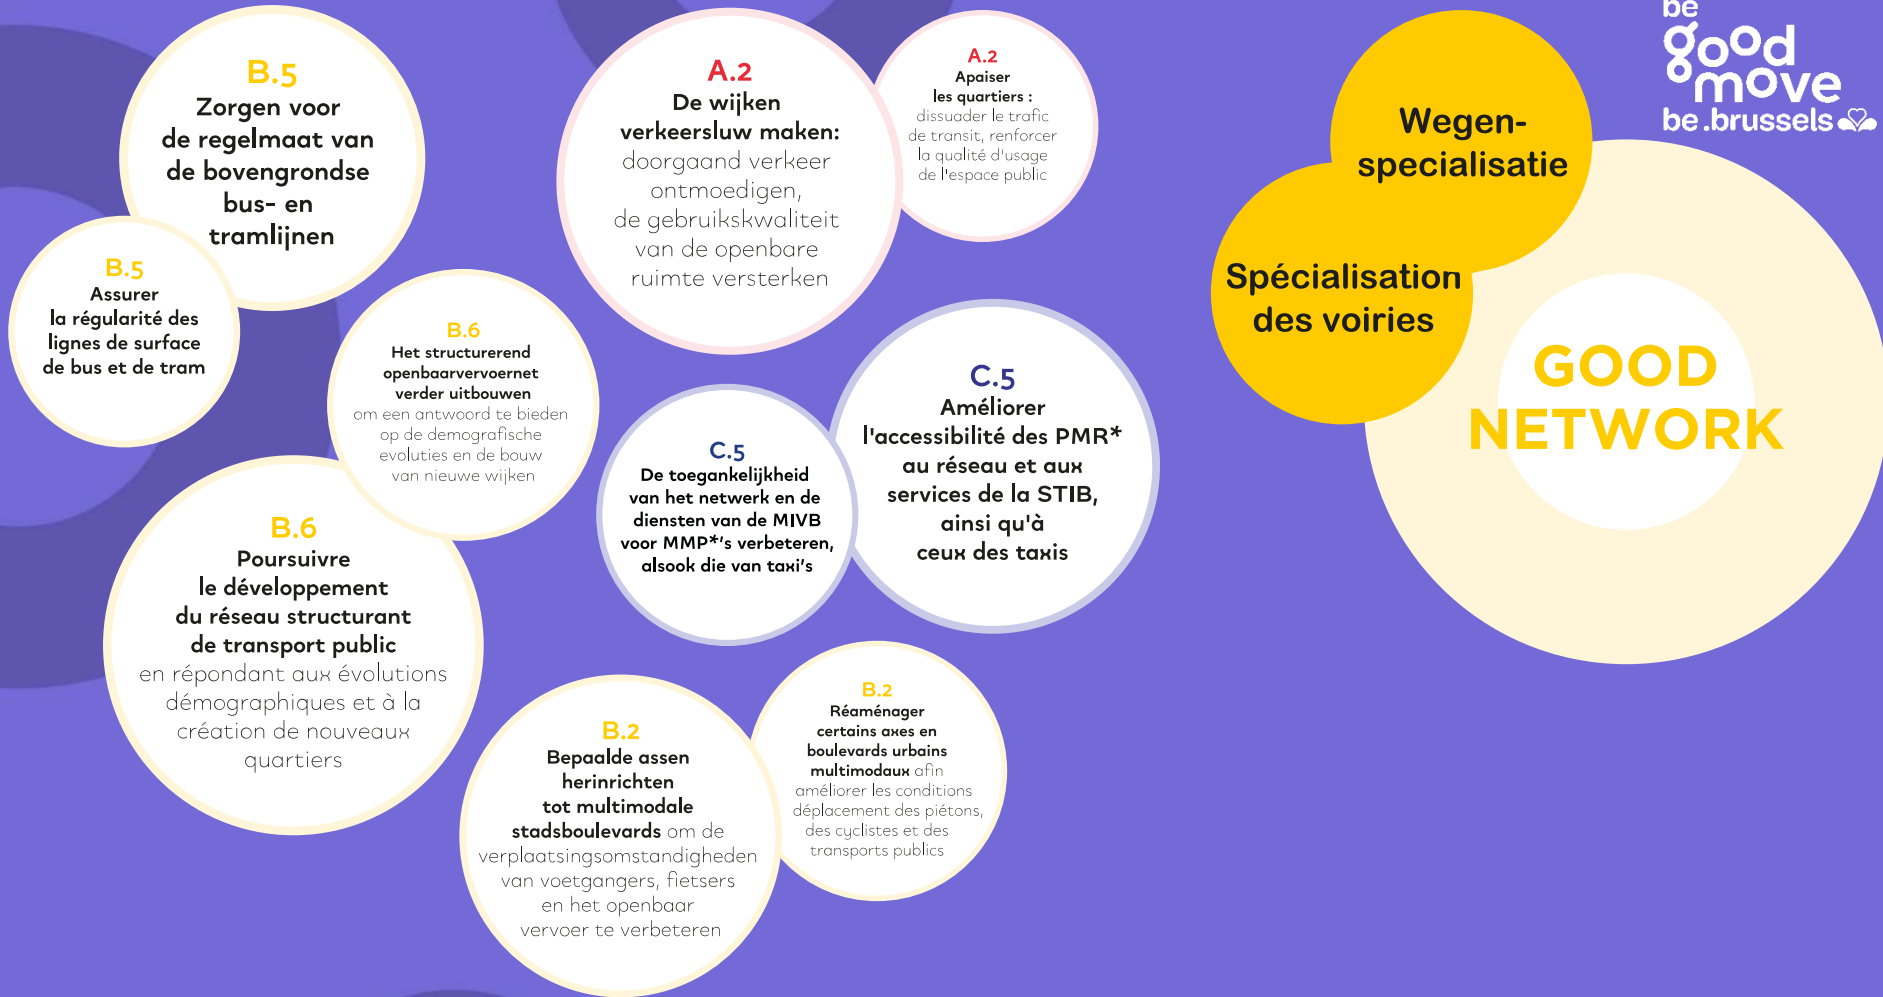 B.5
Zorgen voor
de regelmaat van
de bovengrondse
bus- en
tramlijnen
B.5
Assurer
la régularité des
lignes de surface
de bus et de tram
B.6
Het structurerend
openbaarvervoernet
verder uitbouwen
om een antwoord te bieden
op de demografische
evoluties en de bouw
van nieuwe wijken
B.6
Poursuivre
le développement
du réseau structurant
de transport public
en répondant aux évolutions
démographiques et à la
création de nouveaux
quartiers
A.2
De wijken
verkeersluw maken:
doorgaand verkeer
ontmoedigen,
de gebruikskwaliteit
van de openbare
ruimte versterken
A.2
Apaiser
les quartiers :
dissuader le trafic
de transit, renforcer
la qualité d'usage
de l'espace public
C.5
De toegankelijkheid
van het netwerk en de
diensten van de MIVB
voor MMP*'s verbeteren,
alsook die van taxi's
C.5
Améliorer
l'accessibilité des PMR*
au réseau et aux
services de la STIB,
ainsi qu'à
ceux des taxis
B.2
Bepaalde assen
herinrichten
tot multimodale
stadsboulevards om de
verplaatsingsomstandigheden
van voetgangers, fietsers
en het openbaar
vervoer te verbeteren
B.2
Réaménager
certains axes en
boulevards urbains
multimodaux afin
améliorer les conditions
déplacement des piétons,
des cyclistes et des
transports publics
Wegen-
specialisatie
Spécialisation
des voiries
GOOD
NETWORK
be
good
move
be.brussels